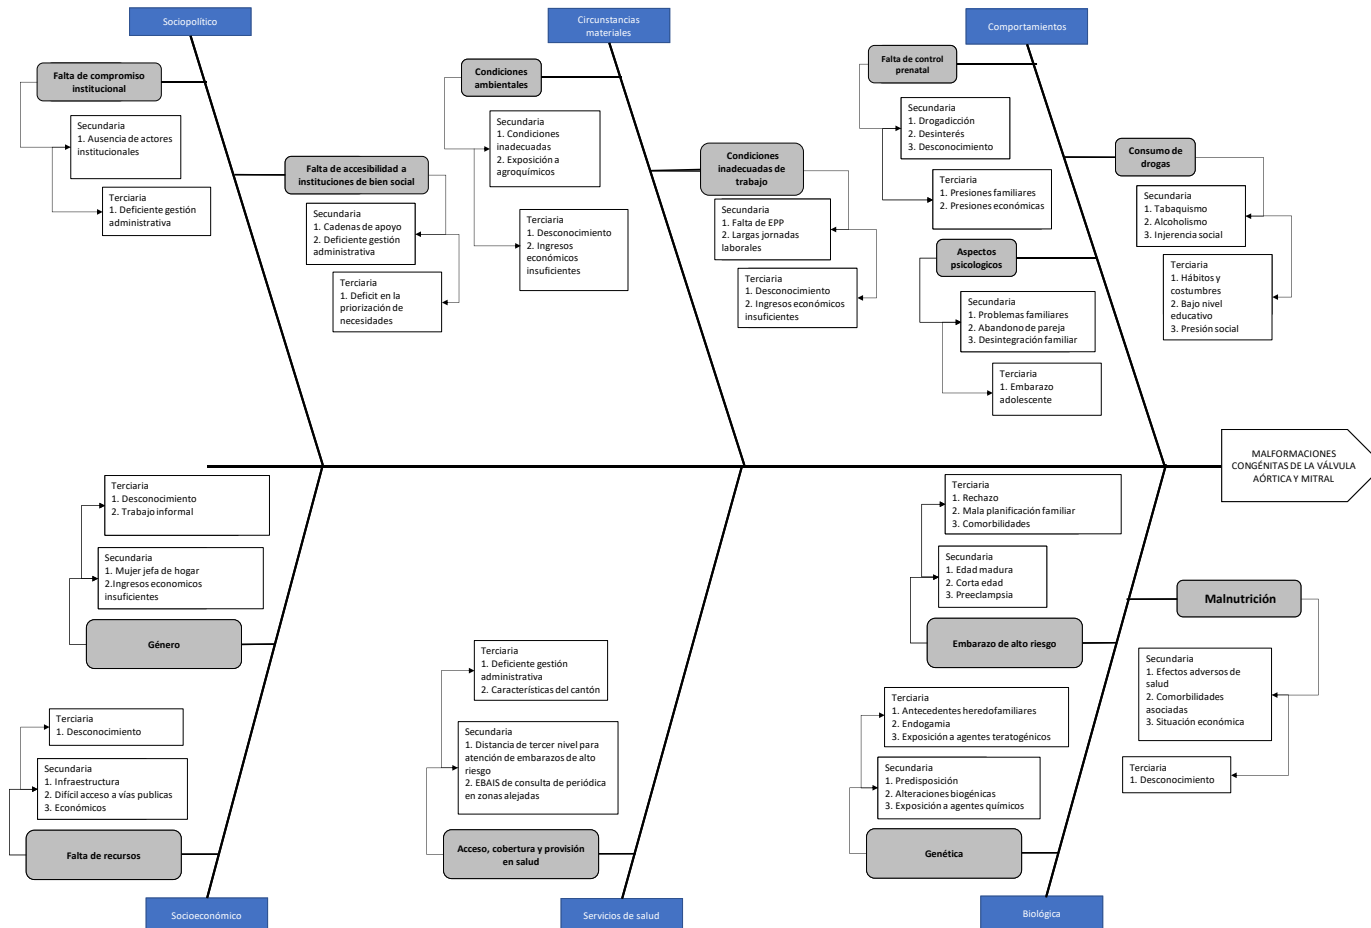 Sociopolítico
Falta de compromiso
institucional
Secundaria
1. Ausencia de actores
institucionales
Terciaria
1. Deficiente gestión
administrativa
Falta de accesibilidad a
instituciones de bien social
Secundaria
1. Cadenas de apoyo
2. Deficiente gestión
administrativa
Terciaria
1. Deficit en la
priorización de
necesidades
Circunstancias
materiales
Condiciones
ambientales
Secundaria
1. Condiciones
inadecuadas
2. Exposición a
agroquímicos
Terciaria
1. Desconocimiento
2. Ingresos
económicos
insuficientes
Condiciones
inadecuadas de
trabajo
Secundaria
1. Falta de EPP
2. Largas jornadas
laborales
Terciaria
1. Desconocimiento
2. Ingresos económicos
insuficientes
Comportamientos
Falta de control
prenatal
Secundaria
1. Drogadicción
2. Desinterés
3. Desconocimiento
Terciaria
1. Presiones familiares
2. Presiones económicas
Aspectos
psicologicos
Secundaria
1. Problemas familiares
2. Abandono de pareja
3. Desintegración familiar
Terciaria
1. Embarazo
adolescente
Consumo de
drogas
Secundaria
1. Tabaquismo
2. Alcoholismo
3. Injerencia social
Terciaria
1. Hábitos y
costumbres
2. Bajo nivel
educativo
3. Presión social
MALFORMACIONES
CONGÉNITAS DE LA VÁLVULA
AÓRTICA Y MITRAL
Terciaria
1. Desconocimiento
2. Trabajo informal
Secundaria
1. Mujer jefa de hogar
2.Ingresos economicos
insuficientes
Género
Terciaria
1. Desconocimiento
Secundaria
1. Infraestructura
2. Difícil acceso a vías publicas
3. Económicos
Falta de recursos
Socioeconómico
Terciaria
1. Deficiente gestión
administrativa
2. Características del cantón
Secundaria
1. Distancia de tercer nivel para
atención de embarazos de alto
riesgo
2. EBAIS de consulta de periódica
en zonas alejadas
Acceso, cobertura y provisión
en salud
Servicios de salud
Terciaria
1. Rechazo
2. Mala planificación familiar
3. Comorbilidades
Secundaria
1. Edad madura
2. Corta edad
3. Preeclampsia
Embarazo de alto riesgo
Terciaria
1. Antecedentes heredofamiliares
2. Endogamia
3. Exposición a agentes teratogénicos
Secundaria
1. Predisposición
2. Alteraciones biogénicas
3. Exposición a agentes químicos
Genética
Malnutrición
Secundaria
1. Efectos adversos de
salud
2. Comorbilidades
asociadas
3. Situación económica
Terciaria
1. Desconocimiento
Biológica